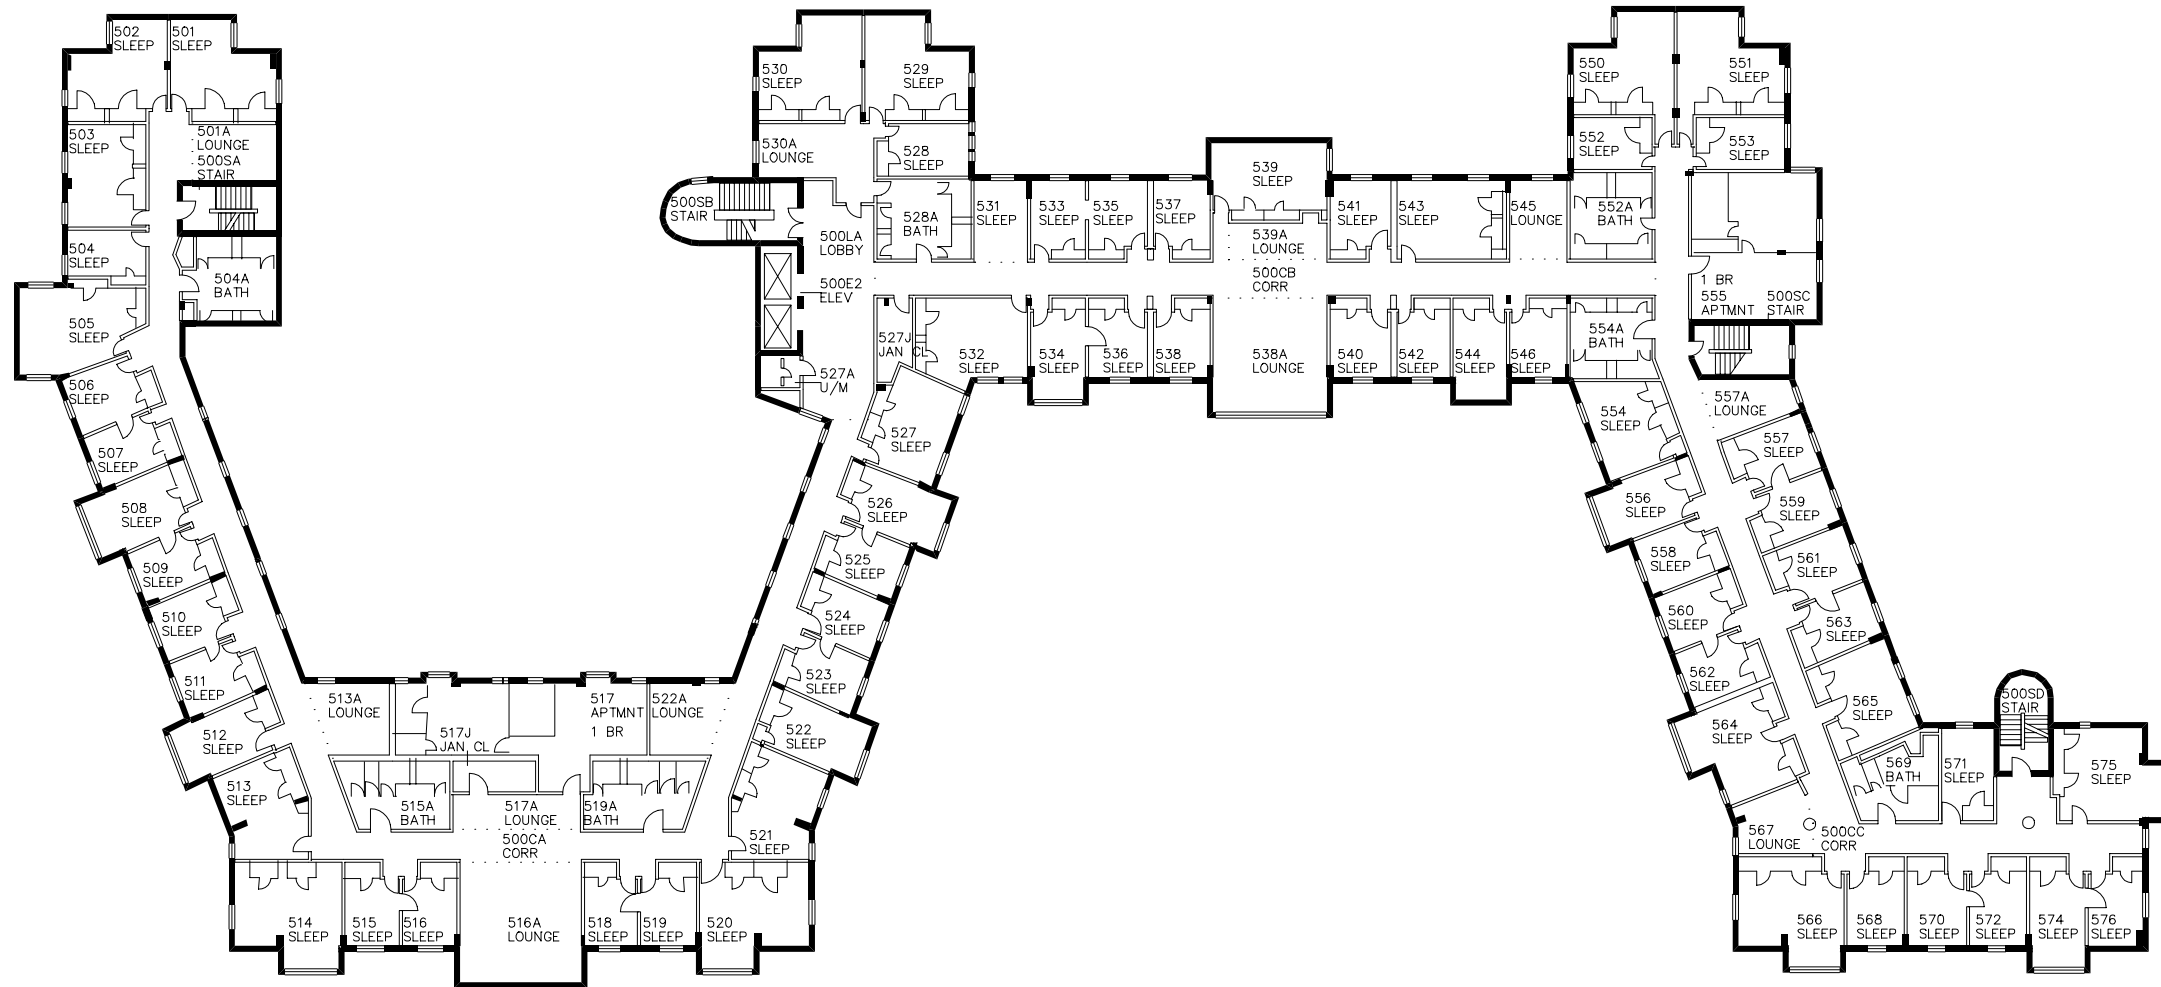 502
SLEEP
501
SLEEP
503
SLEEP
501A
LOUNGE
500SA
STAIR
504
SLEEP
504A
BATH
505
SLEEP
506
SLEEP
507
SLEEP
508
SLEEP
509
SLEEP
510
SLEEP
511
SLEEP
512
SLEEP
513
SLEEP
513A
LOUNGE
517J
JAN CL
517
APTMNT
1 BR
522A
LOUNGE
515A
BATH
517A
LOUNGE
519A
BATH
500CA
CORR
514
SLEEP
515
SLEEP
516
SLEEP
516A
LOUNGE
518
SLEEP
519
SLEEP
520
SLEEP
521
SLEEP
522
SLEEP
523
SLEEP
524
SLEEP
525
SLEEP
526
SLEEP
527
SLEEP
530
SLEEP
529
SLEEP
530A
LOUNGE
528
SLEEP
500SB
STAIR
528A
BATH
500LA
LOBBY
500E2
ELEV
527J
JAN CL
527A
U/M
531
SLEEP
533
SLEEP
535
SLEEP
537
SLEEP
539
SLEEP
539A
LOUNGE
500CB
CORR
541
SLEEP
543
SLEEP
545
LOUNGE
532
SLEEP
534
SLEEP
536
SLEEP
538
SLEEP
538A
LOUNGE
540
SLEEP
542
SLEEP
544
SLEEP
546
SLEEP
550
SLEEP
551
SLEEP
552
SLEEP
553
SLEEP
552A
BATH
554A
BATH
1 BR
555
APTMNT
500SC
STAIR
557A
LOUNGE
554
SLEEP
557
SLEEP
556
SLEEP
559
SLEEP
558
SLEEP
561
SLEEP
560
SLEEP
563
SLEEP
562
SLEEP
565
SLEEP
564
SLEEP
500SD
STAIR
569
BATH
571
SLEEP
575
SLEEP
567
LOUNGE
500CC
CORR
566
SLEEP
568
SLEEP
570
SLEEP
572
SLEEP
574
SLEEP
576
SLEEP